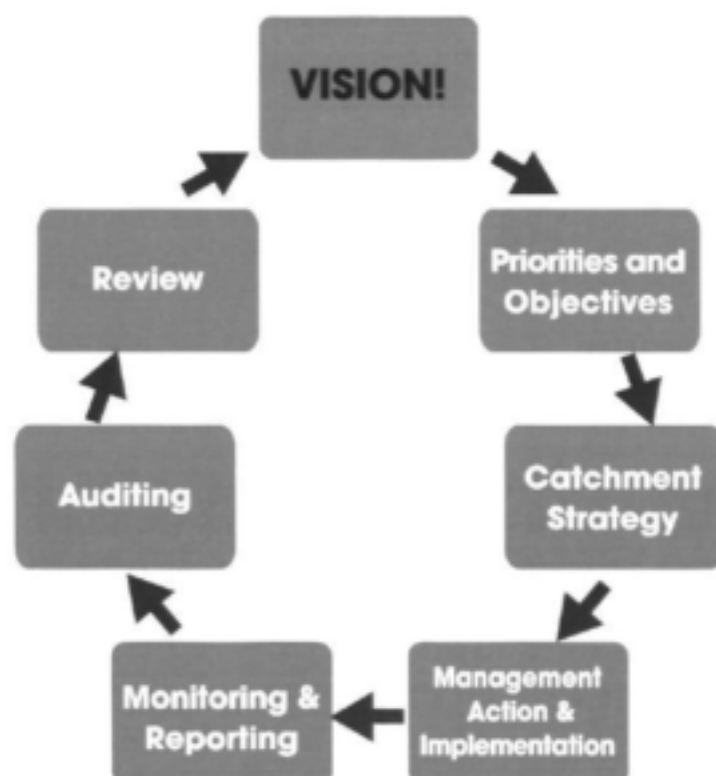 VISION!
Priorities and
Objectives
Catchment
Strategy
Management
Action &
Implementation
Monitoring &
Reporting
Auditing
Review